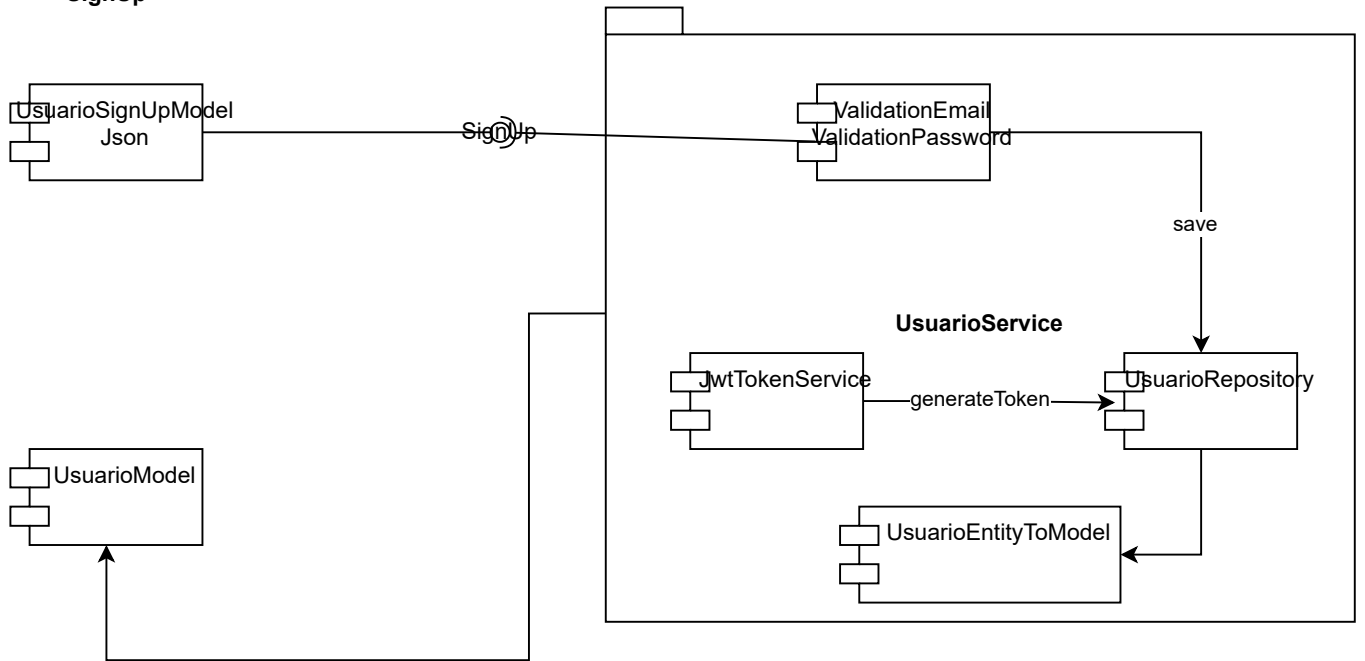 SignUp
UsuarioSignUpModel
Json
SignUp
ValidationEmail
ValidationPassword
save
UsuarioService
JwtTokenService
generateToken
UsuarioRepository
UsuarioModel
UsuarioEntityToModel